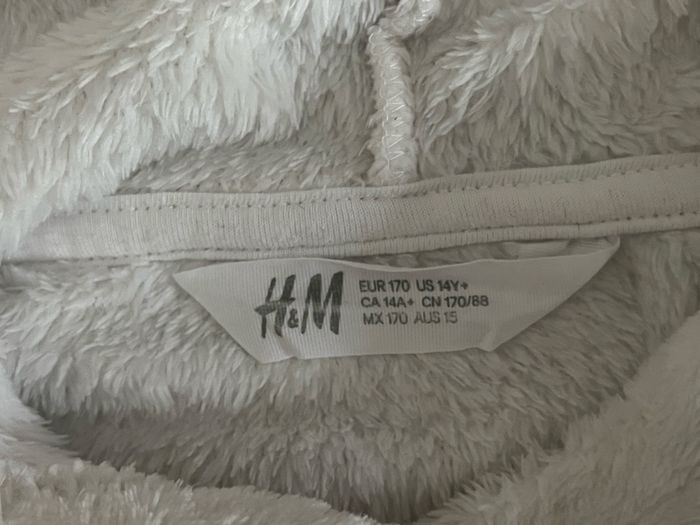 H&M
EUR 170 US 14Y+
CA 14A+ CN 170/88
MX 170 AUS 15